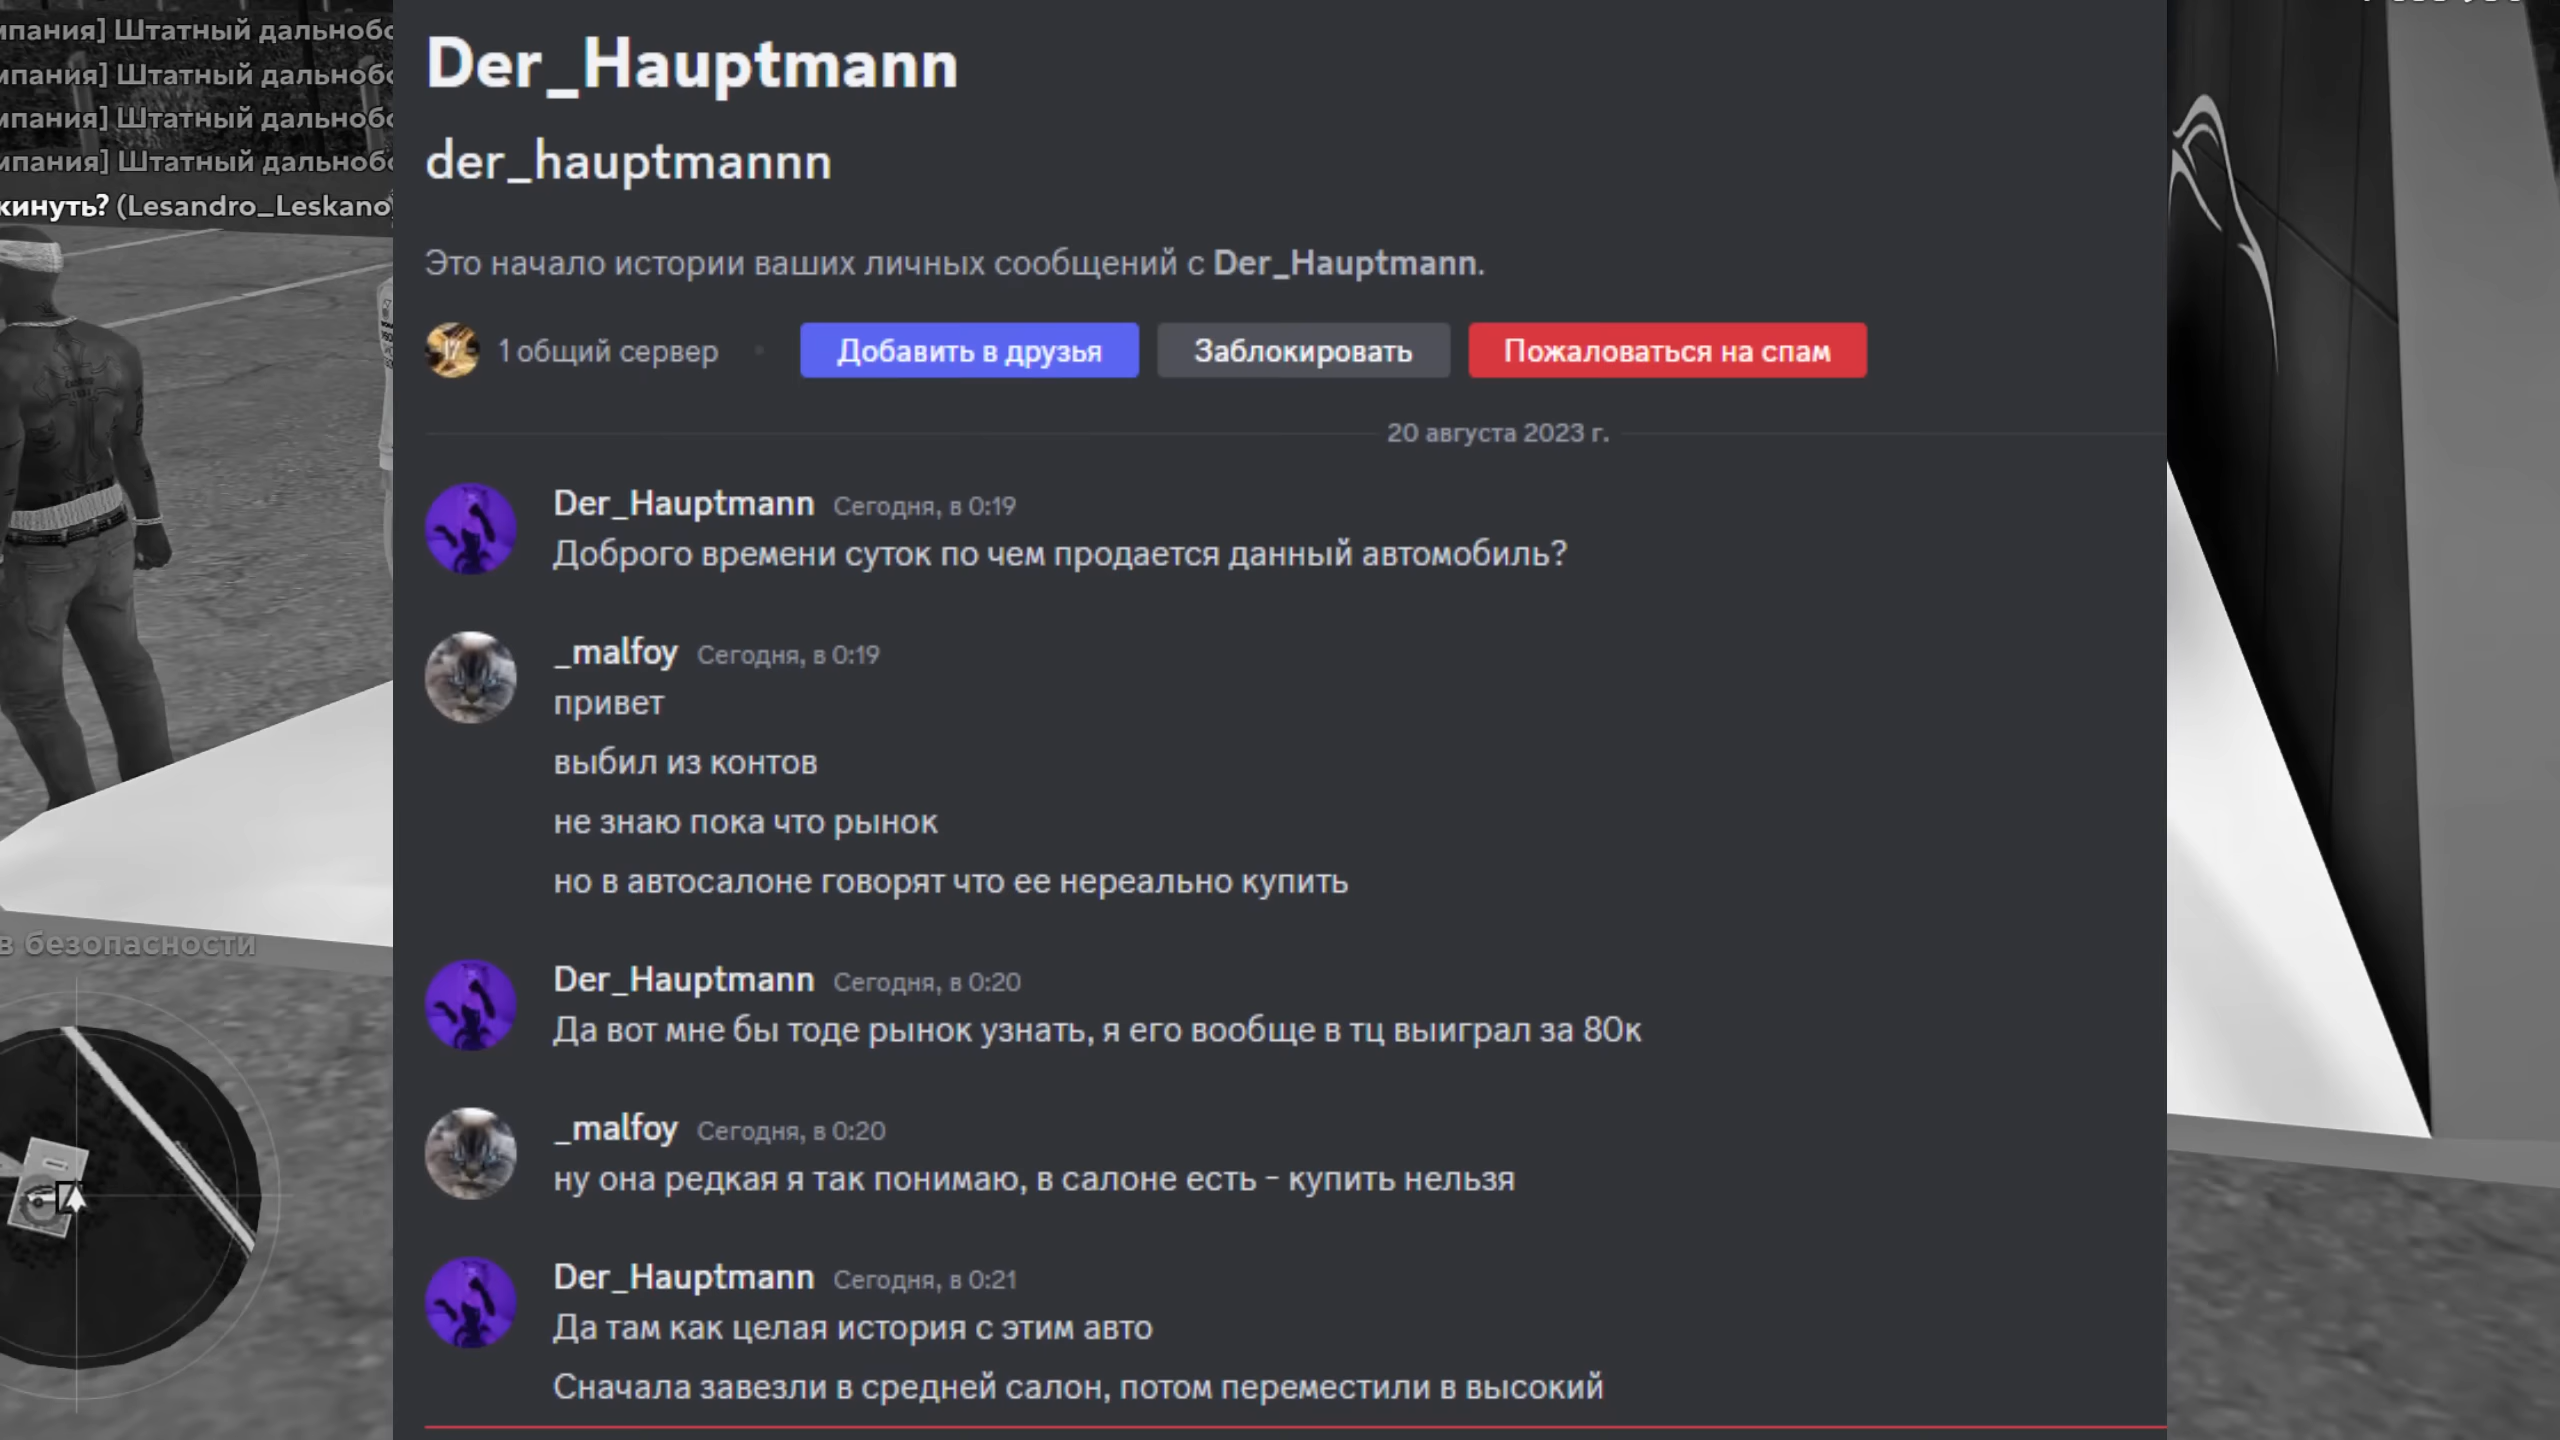 мпания] Штатный дальнобо
мпания] Штатный дальнобо
мпания] Штатный дальнобо
мпания] Штатный дальнобо
кинуть? (Lesandro_Leskano
в безопасности
Der_Hauptmann
der_hauptmannn
Это начало истории ваших личных сообщений с Der_Hauptmann.
1 общий сервер
Добавить в друзья
Заблокировать
Пожаловаться на спам
20 августа 2023 г.
Der_Hauptmann Сегодня, в 0:19
Доброго времени суток по чем продается данный автомобиль?
_malfoy Сегодня, в 0:19
привет
выбил из контов
не знаю пока что рынок
но в автосалоне говорят что ее нереально купить
Der_Hauptmann Сегодня, в 0:20
Да вот мне бы тоде рынок узнать, я его вообще в тц выиграл за 80к
_malfoy Сегодня, в 0:20
ну она редкая я так понимаю, в салоне есть - купить нельзя
Der_Hauptmann Сегодня, в 0:21
Да там как целая история с этим авто
Сначала завезли в средней салон, потом переместили в высокий